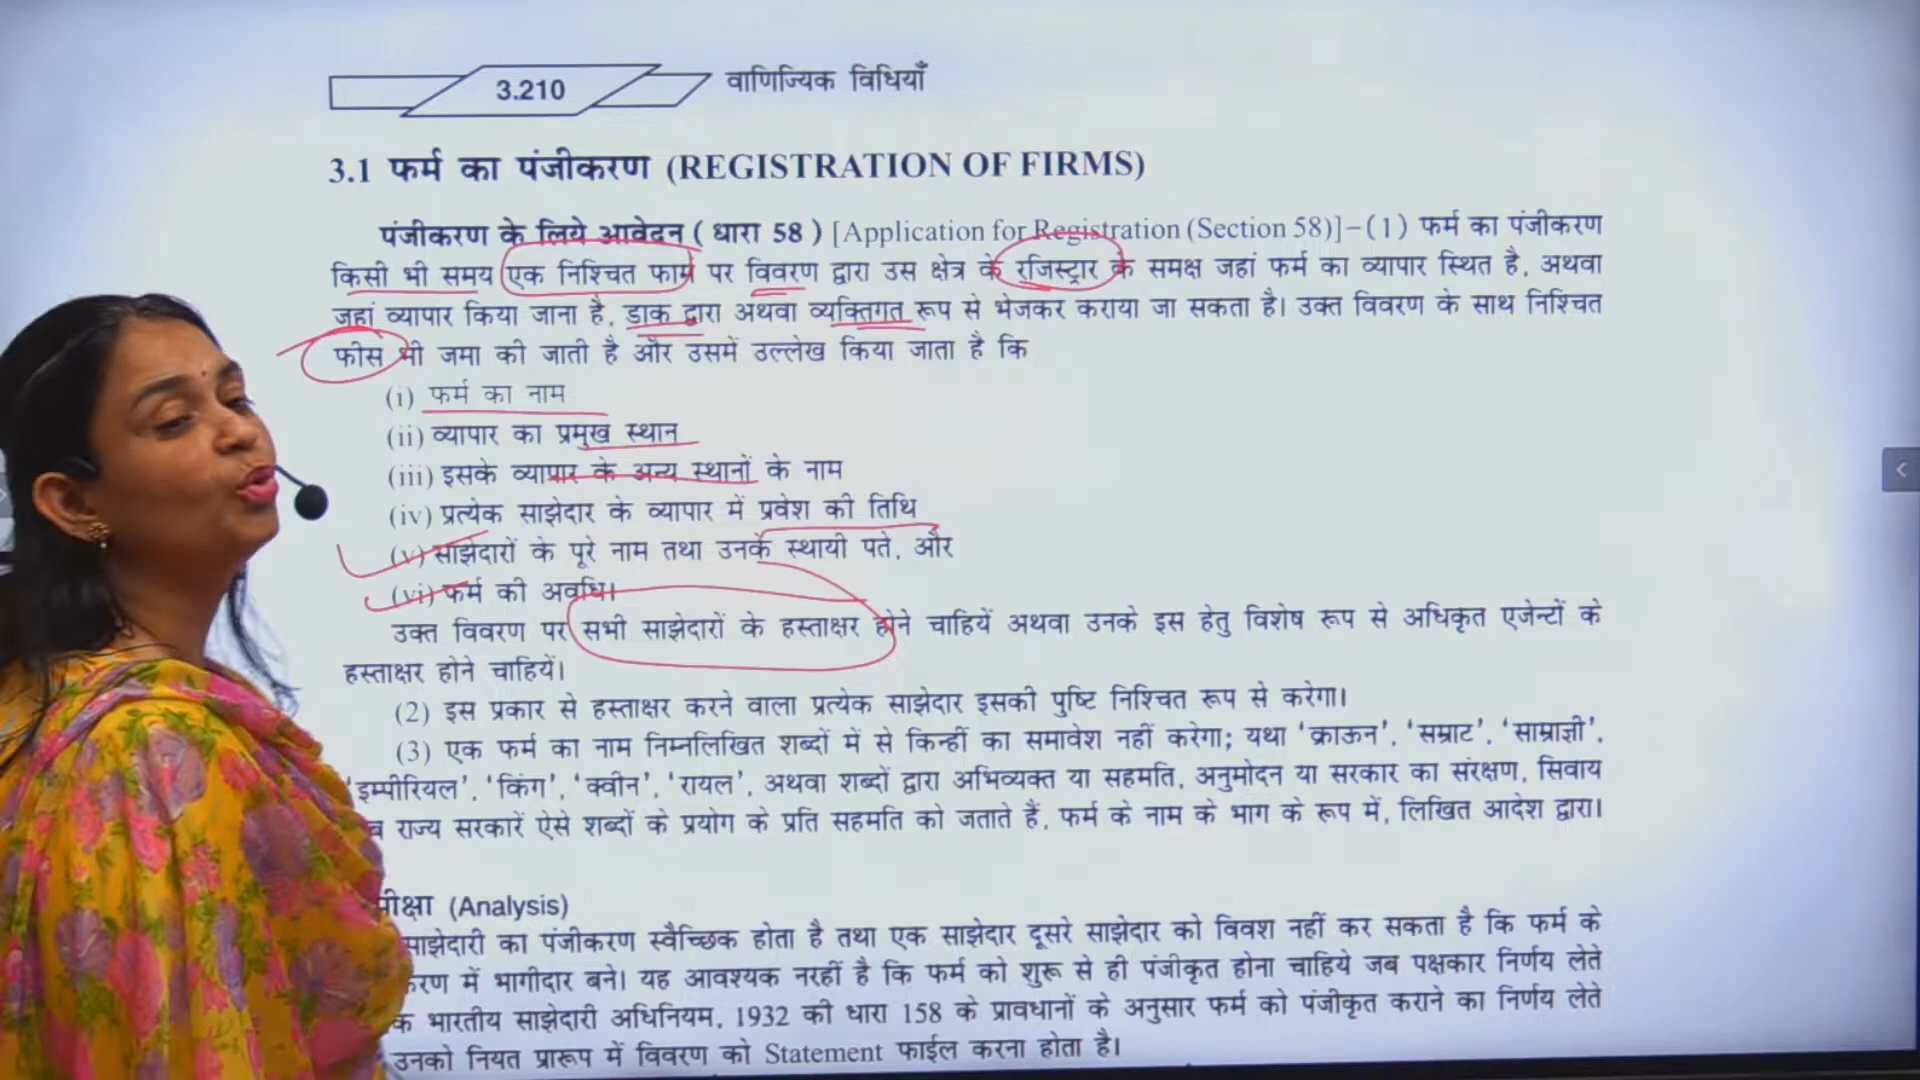 3.210 वाणिज्यिक विधियाँ
3.1 फर्म का पंजीकरण (REGISTRATION OF FIRMS)
पंजीकरण के लिये आवेदन ( धारा 58 ) [Application for Registration (Section 58)]–(1) फर्म का पंजीकरण
किसी भी समय एक निश्चित फार्म पर विवरण द्वारा उस क्षेत्र के रजिस्ट्रार के समक्ष जहां फर्म का व्यापार स्थित है, अथवा
जहां व्यापार किया जाना है, डाक द्वारा अथवा व्यक्तिगत रूप से भेजकर कराया जा सकता है। उक्त विवरण के साथ निश्चित
फीस भी जमा की जाती है और उसमें उल्लेख किया जाता है कि
(i) फर्म का नाम
(ii) व्यापार का प्रमुख स्थान
(iii) इसके व्यापार के अन्य स्थानों के नाम
(iv) प्रत्येक साझेदार के व्यापार में प्रवेश की तिथि
(v) साझेदारों के पूरे नाम तथा उनके स्थायी पते, और
(vi) फर्म की अवधि।
उक्त विवरण पर सभी साझेदारों के हस्ताक्षर होने चाहियें अथवा उनके इस हेतु विशेष रूप से अधिकृत एजेन्टों के
हस्ताक्षर होने चाहियें।
(2) इस प्रकार से हस्ताक्षर करने वाला प्रत्येक साझेदार इसकी पुष्टि निश्चित रूप से करेगा।
(3) एक फर्म का नाम निम्नलिखित शब्दों में से किन्हीं का समावेश नहीं करेगा; यथा 'क्राऊन', 'सम्राट', 'साम्राज्ञी',
'इम्पीरियल', 'किंग', 'क्वीन', 'रायल', अथवा शब्दों द्वारा अभिव्यक्त या सहमति, अनुमोदन या सरकार का संरक्षण, सिवाय
राज्य सरकारें ऐसे शब्दों के प्रयोग के प्रति सहमति को जताते हैं, फर्म के नाम के भाग के रूप में, लिखित आदेश द्वारा।
(Analysis)
साझेदारी का पंजीकरण स्वैच्छिक होता है तथा एक साझेदार दूसरे साझेदार को विवश नहीं कर सकता है कि फर्म के
में भागीदार बने। यह आवश्यक नरहीं है कि फर्म को शुरू से ही पंजीकृत होना चाहिये जब पक्षकार निर्णय लेते
भारतीय साझेदारी अधिनियम, 1932 की धारा 158 के प्रावधानों के अनुसार फर्म को पंजीकृत कराने का निर्णय लेते
उनको नियत प्रारूप में विवरण को Statement फाईल करना होता है।